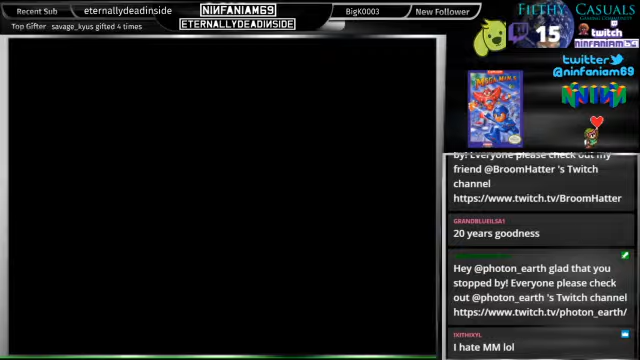 Recent Sub
eternallydeadinside
NINFANIAM69
ETERNALLYDEADINSIDE
BigK0003
New Follower
Top Gifter savage_kyus gifted 4 times
FILTHY CASUALS
15
twitch
NINFANIAM69
twitter
@ninfaniam69
by! Everyone please check out my
friend @BroomHatter 's Twitch
channel
https://www.twitch.tv/BroomHatter
GRANDBLUEILSA1
20 years goodness
Hey @photon_earth glad that you
stopped by! Everyone please check
out @photon_earth 's Twitch channel
https://www.twitch.tv/photon_earth/
IXITHIXYL
I hate MM lol